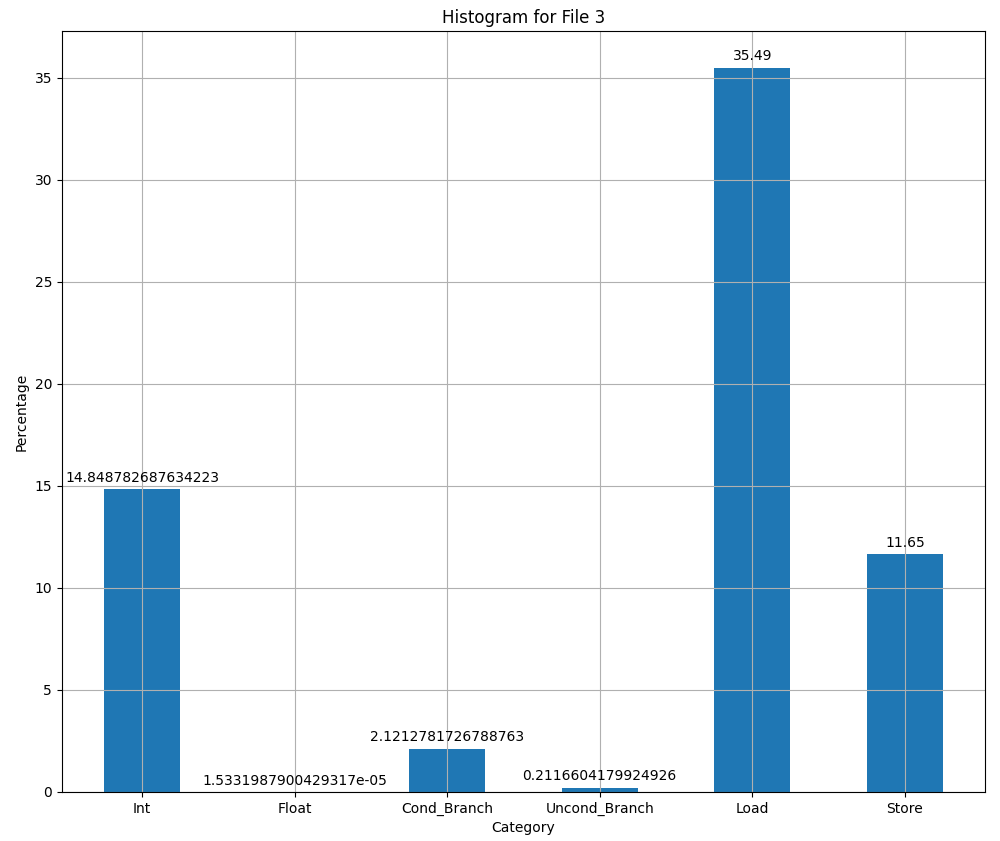 Histogram for File 3
Percentage
35
30
25
20
15
10
5
0
14.848782687634223
1.5331987900429317e-05
2.1212781726788763
0.2116604179924926
35.49
11.65
Int
Float
Cond_Branch
Uncond_Branch
Load
Store
Category